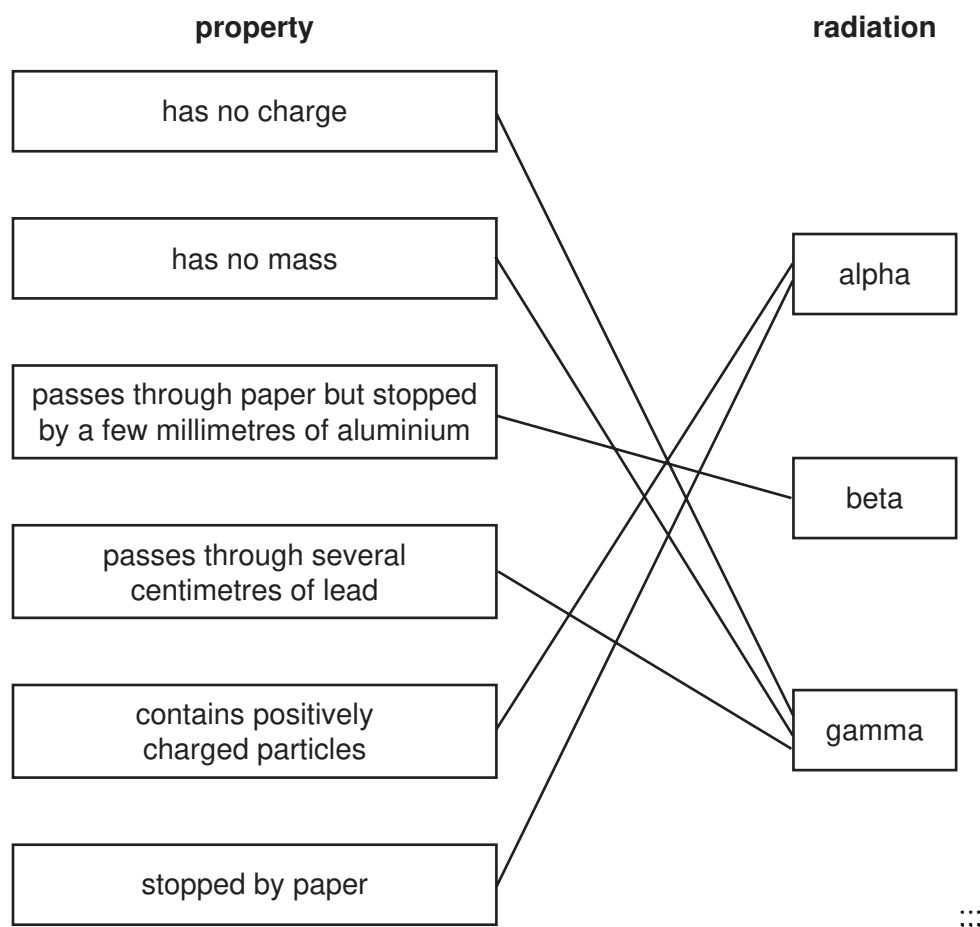 property
radiation
has no charge
has no mass
alpha
passes through paper but stopped
by a few millimetres of aluminium
beta
passes through several
centimetres of lead
contains positively
charged particles
gamma
stopped by paper